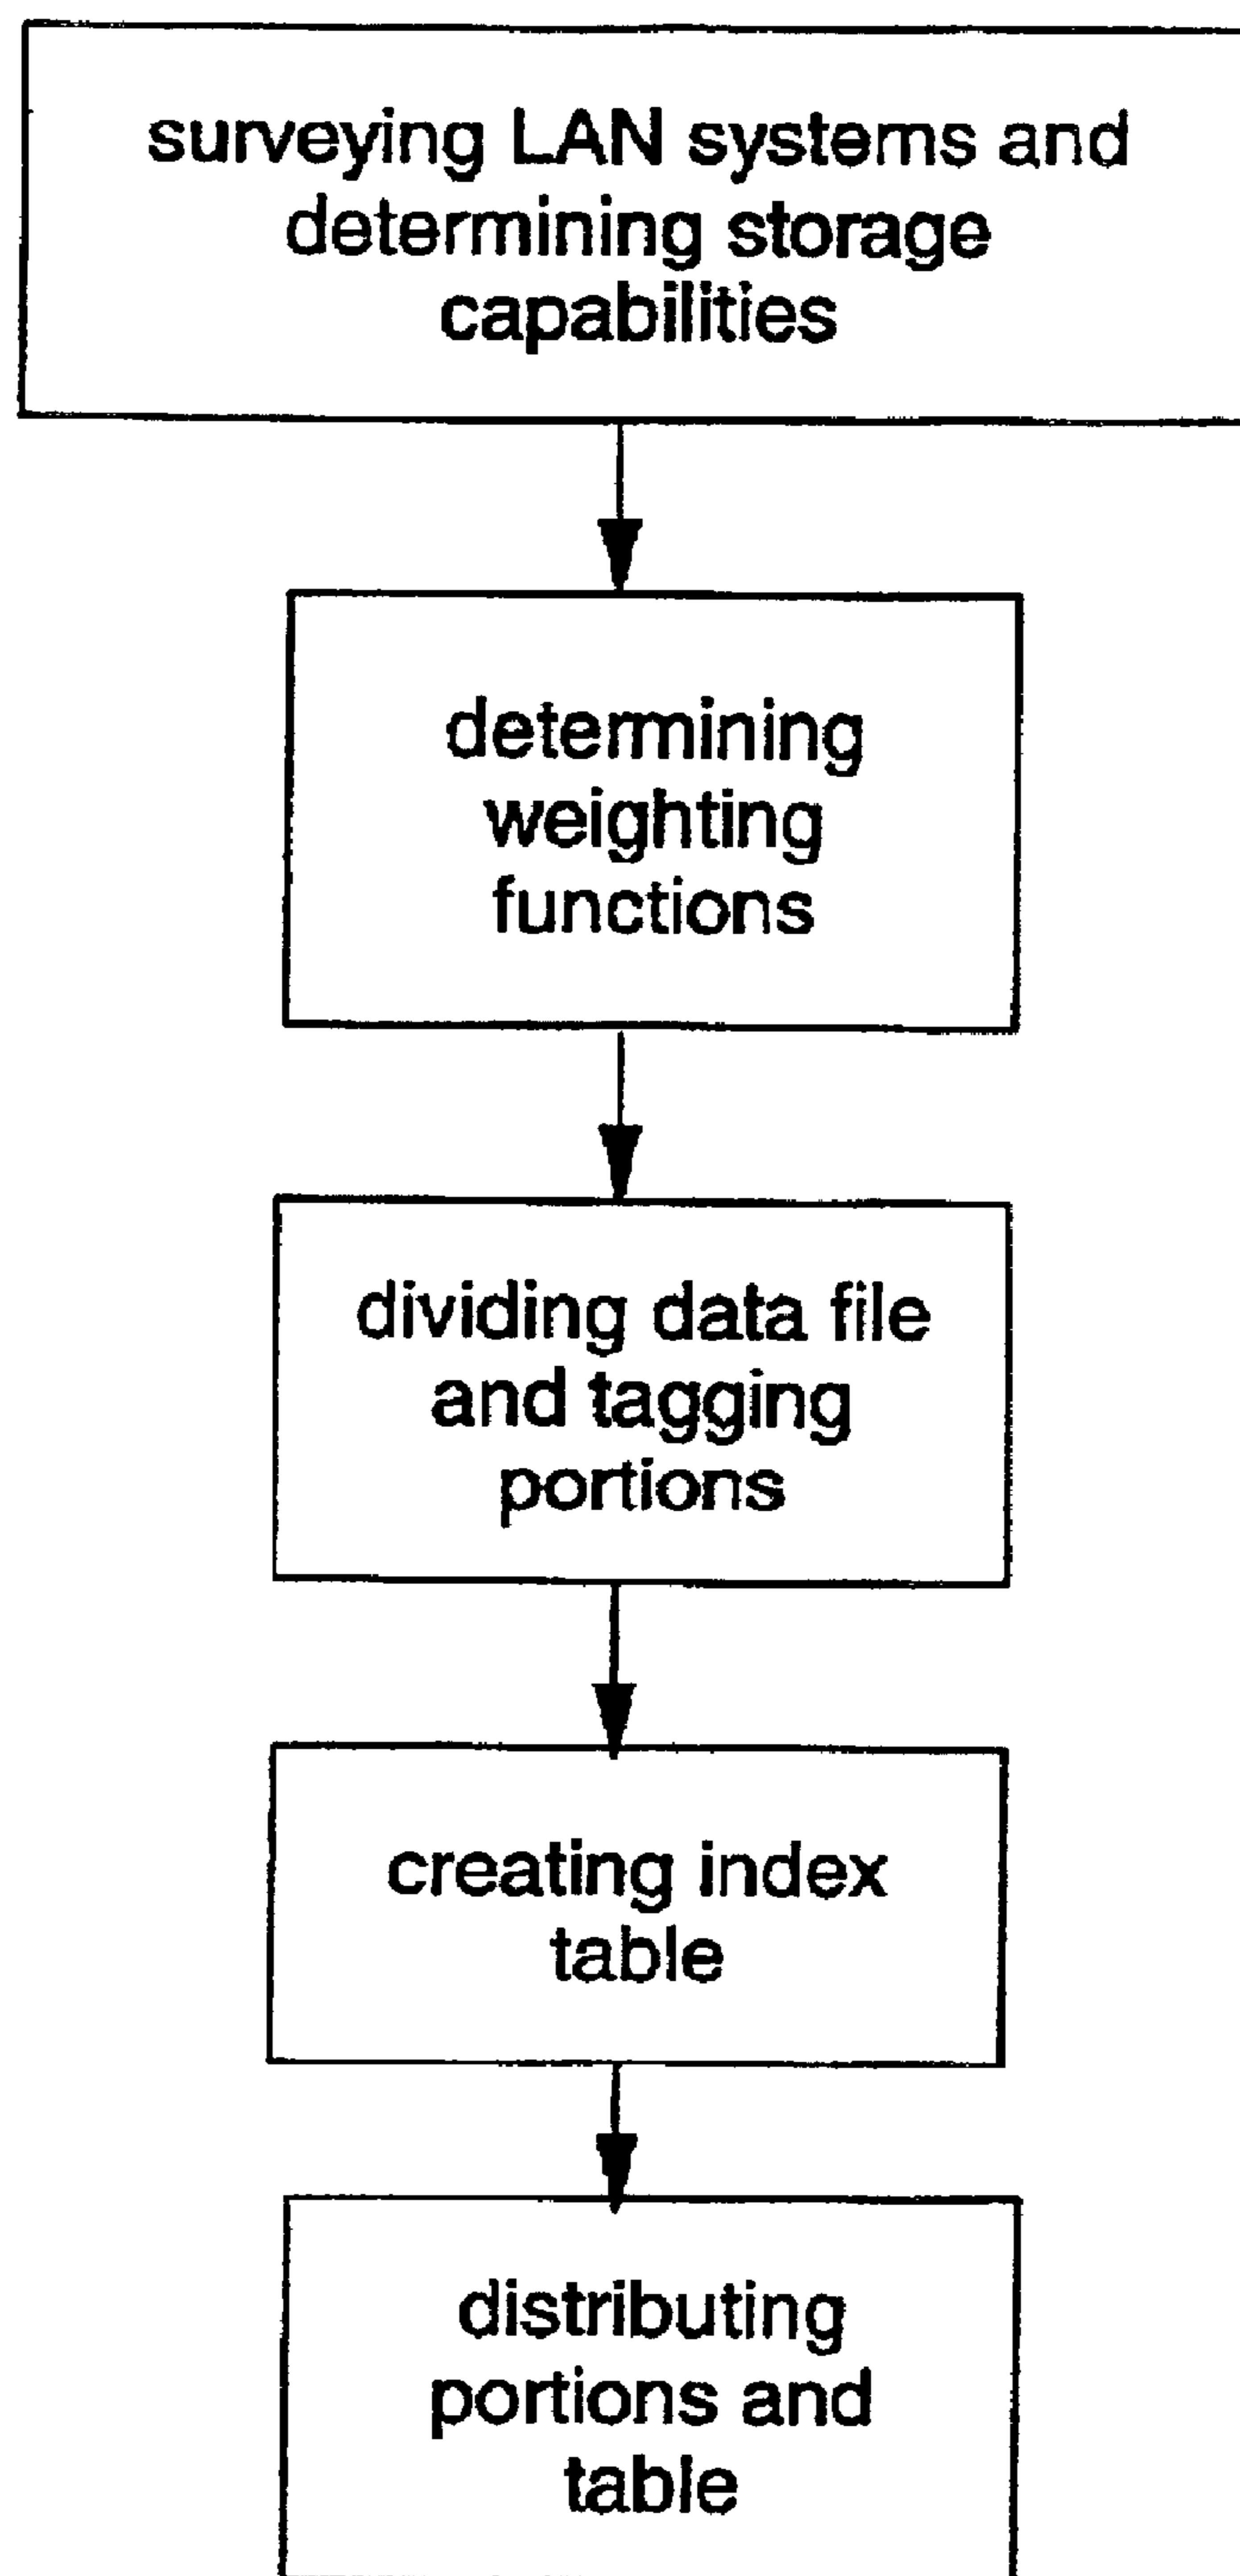 surveying LAN systems and
determining storage
capabilities
determining
weighting
functions
dividing data file
and tagging
portions
creating index
table
distributing
portions and
table